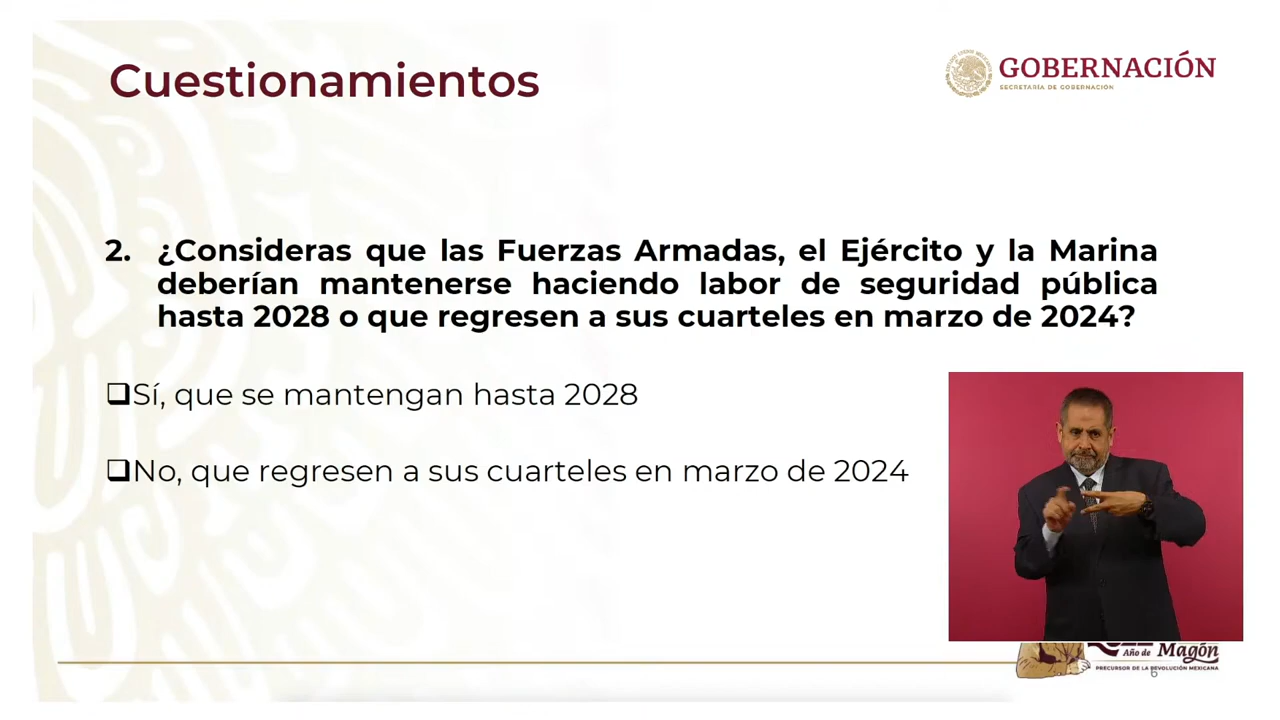 Cuestionamientos
GOBERNACIÓN
SECRETARÍA DE GOBERNACIÓN
2. ¿Consideras que las Fuerzas Armadas, el Ejército y la Marina
deberían mantenerse haciendo labor de seguridad pública
hasta 2028 o que regresen a sus cuarteles en marzo de 2024?
❑Sí, que se mantengan hasta 2028
❑No, que regresen a sus cuarteles en marzo de 2024
Año de Magón
PRECURSOR DE LA REVOLUCIÓN MEXICANA
6